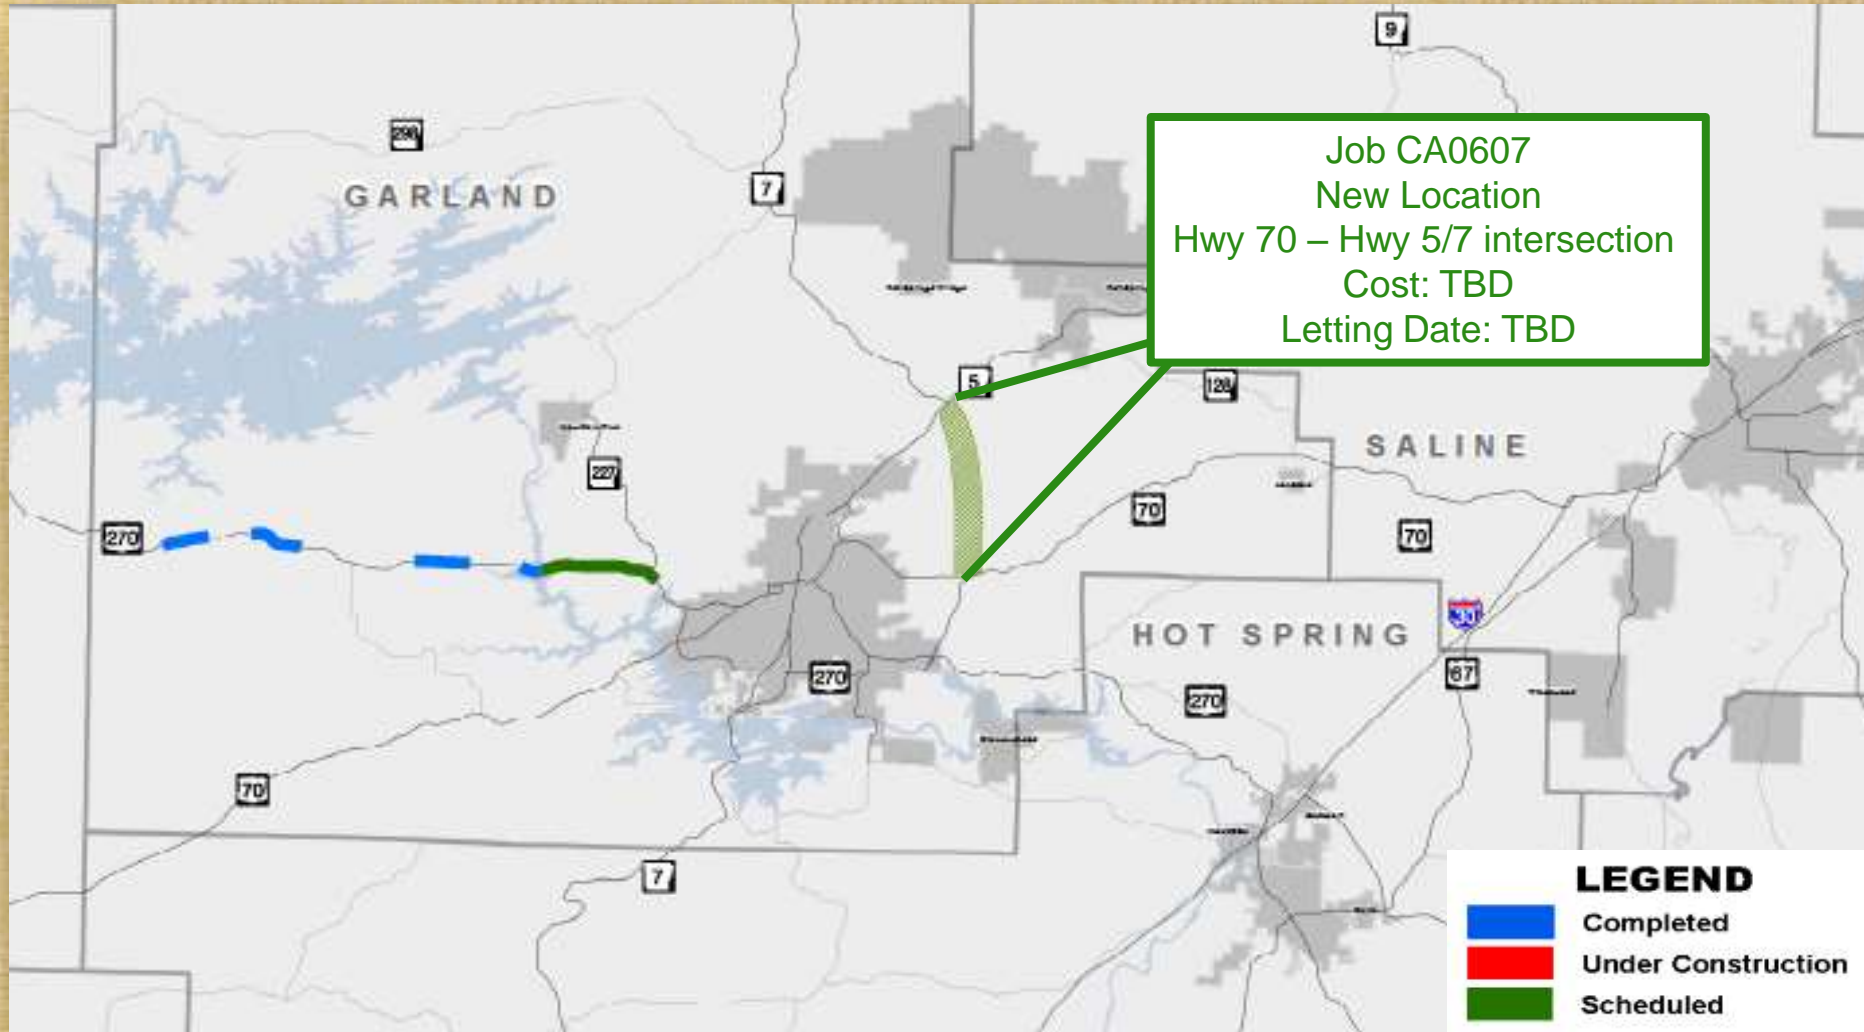 9
298
GARLAND
7
Job CA0607
New Location
Hwy 70 – Hwy 5/7 intersection
Cost: TBD
Letting Date: TBD
5
128
SALINE
227
70
270
70
30
HOT SPRING
270
67
270
70
7
LEGEND
Completed
Under Construction
Scheduled